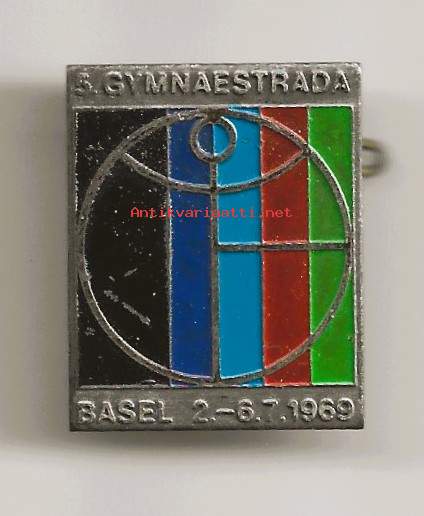 5. GYMNAESTRADA
Antikvariaatti.net
BASEL 2.-6.7.1969